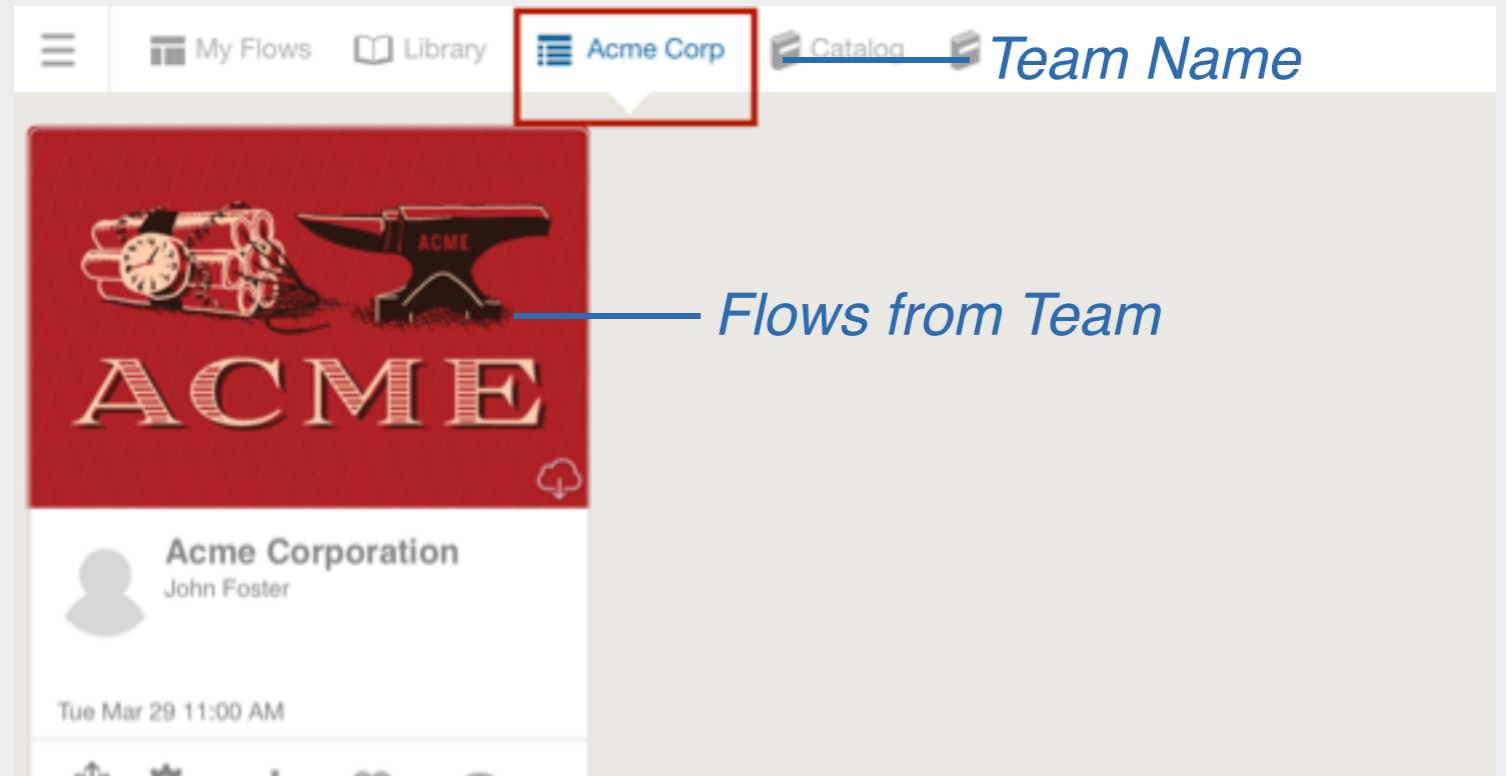 My Flows Library Acme Corp Catalog Team Name
ACME
Flows from Team
ACME
Acme Corporation
John Foster
Tue Mar 29 11:00 AM